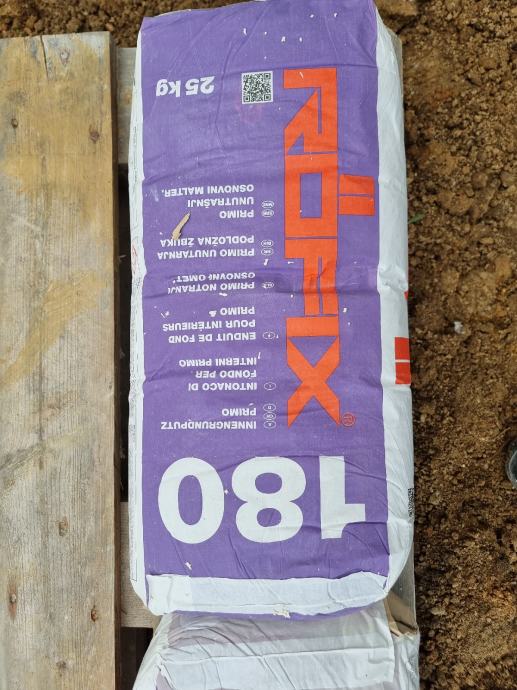 180
RÖFIX®
INNENGRUNDPUTZ
PRIMO
INTONACO DI
FONDO PER
INTERNI PRIMO
ENDUIT DE FOND
POUR INTÉRIEURS
PRIMO
PRIMO NOTRANJI
OSNOVNI OMET
PRIMO UNUTARNJA
PODLOŽNA ŽBUKA
PRIMO
UNUTRAŠNJI
OSNOVNI MALTER
25 kg